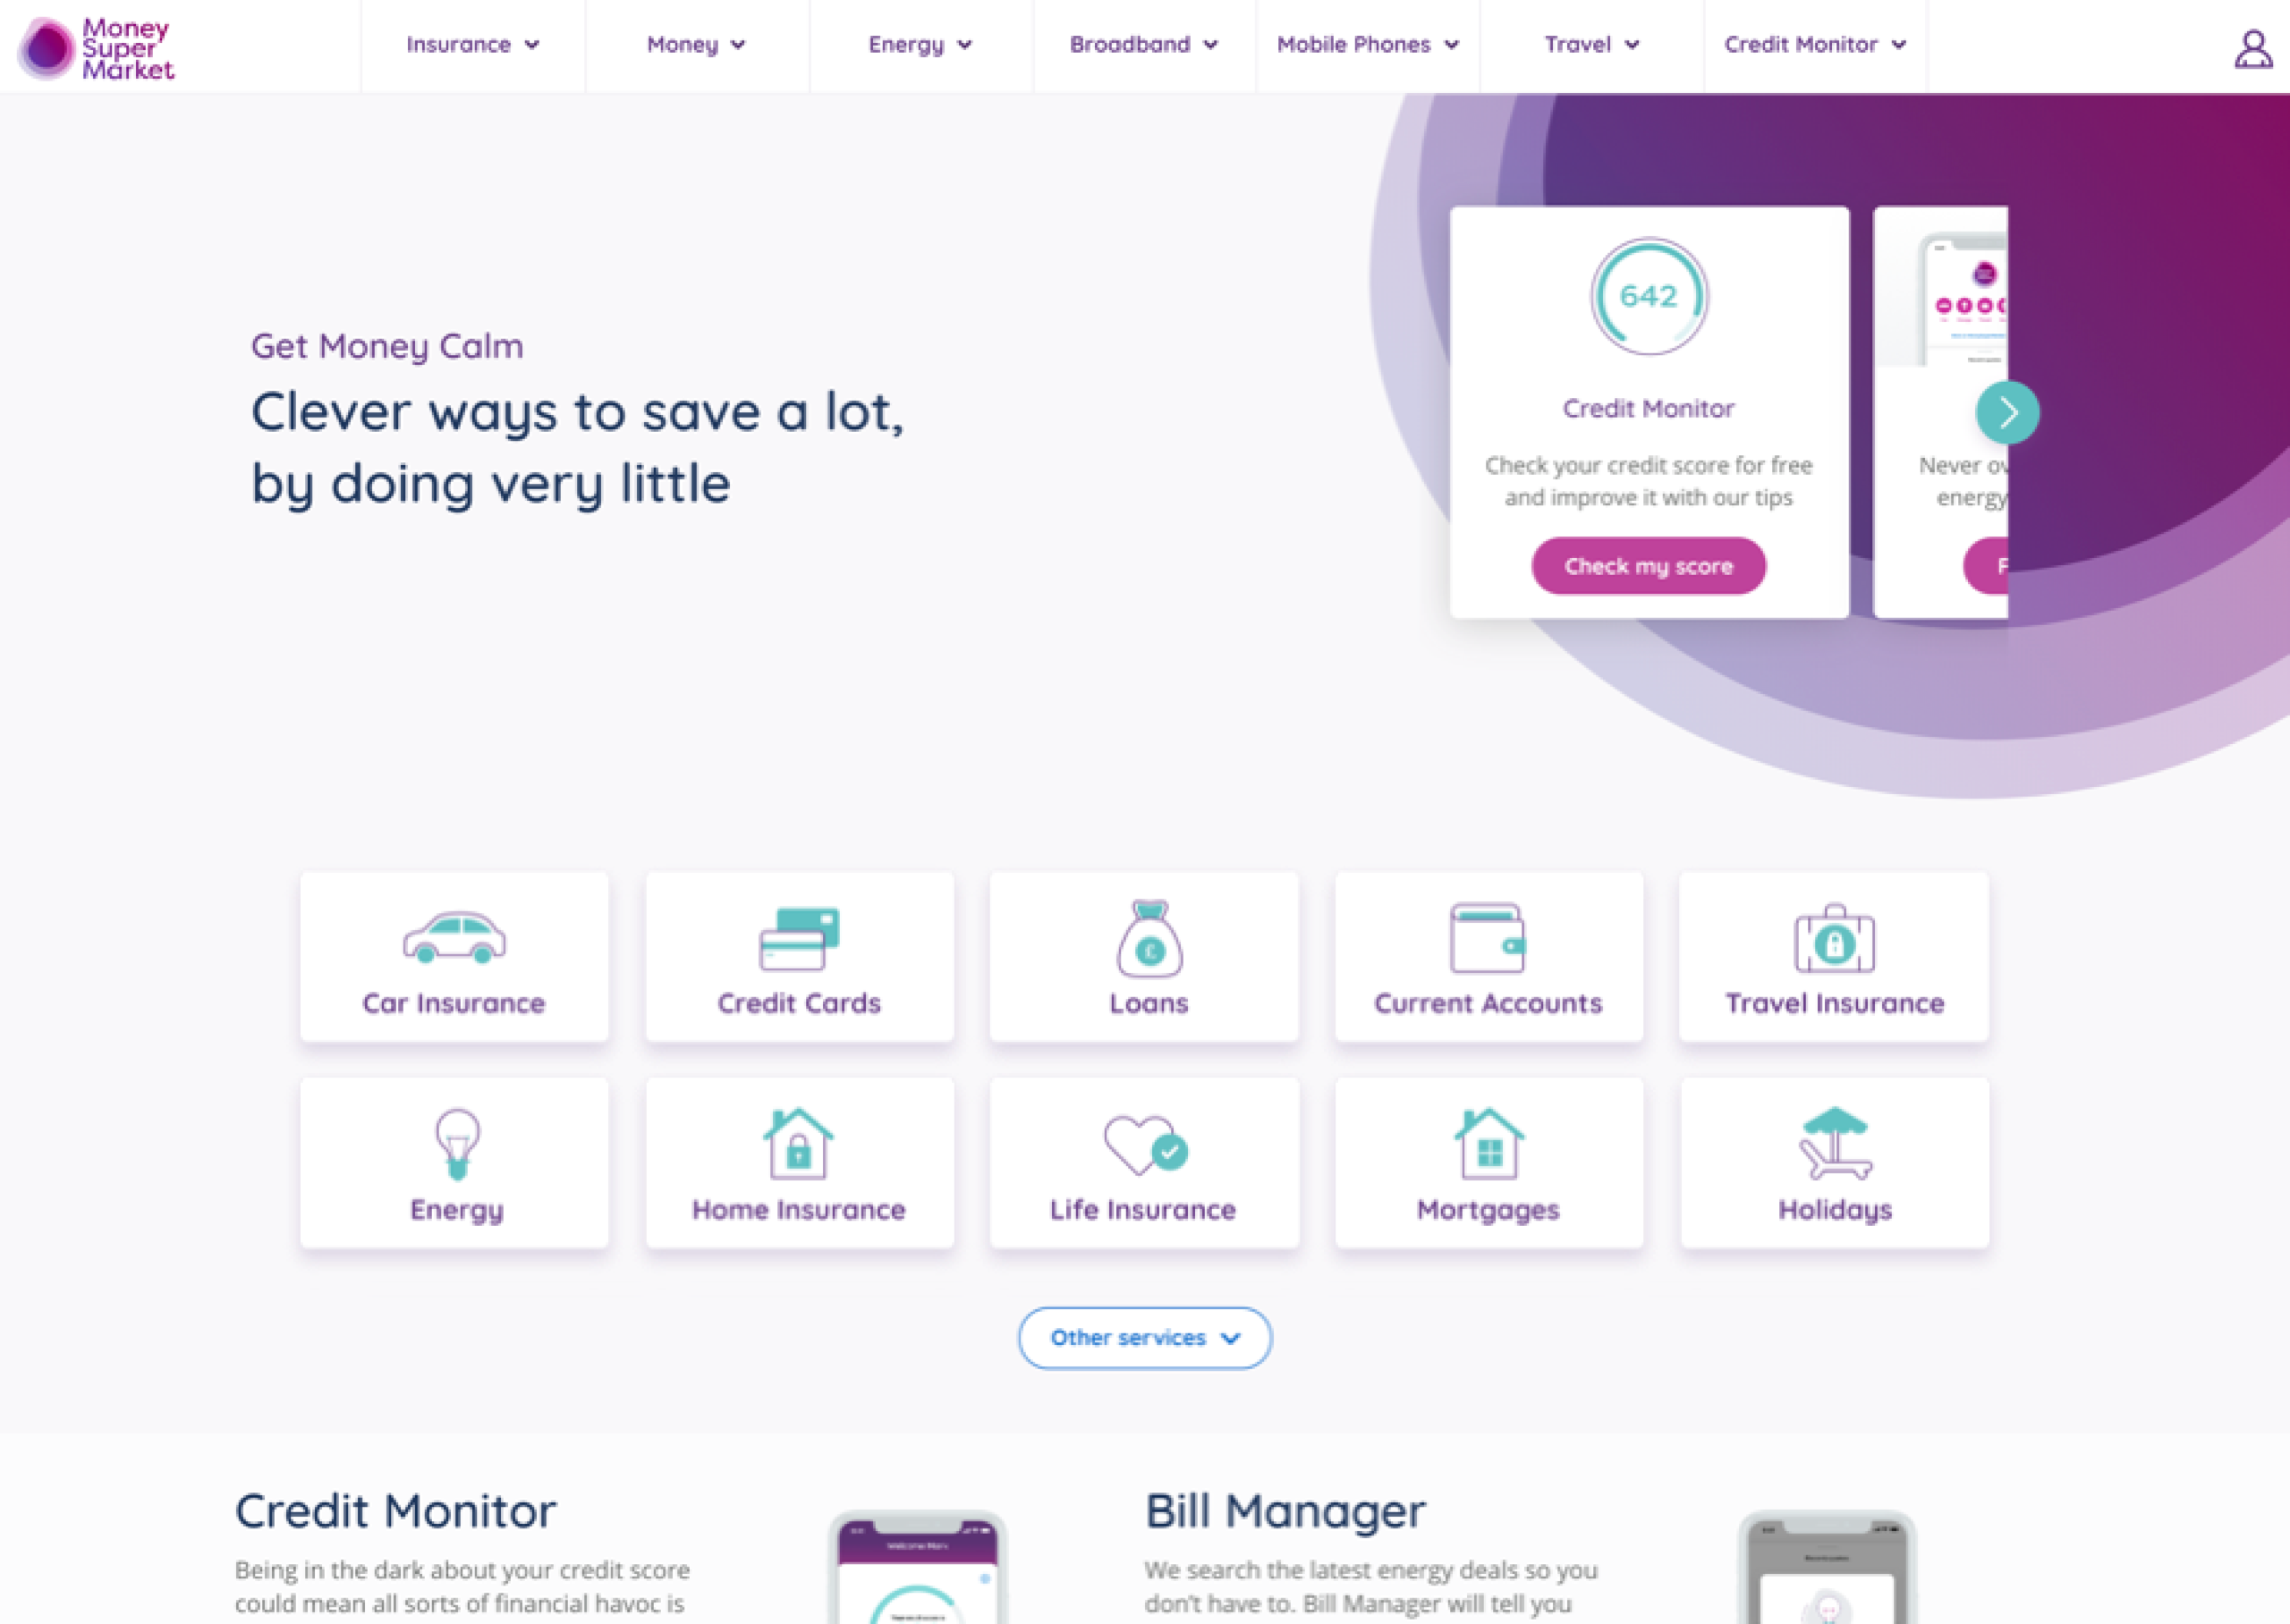 Money
Super
Market
Insurance
Money
Energy
Broadband
Mobile Phones
Travel
Credit Monitor
Get Money Calm
Clever ways to save a lot,
by doing very little
642
Credit Monitor
Check your credit score for free
and improve it with our tips
Check my score
Never
energy
F
Car Insurance
Credit Cards
£
Loans
Current Accounts
Travel Insurance
Energy
Home Insurance
Life Insurance
Mortgages
Holidays
Other services
Credit Monitor
Being in the dark about your credit score
could mean all sorts of financial havoc is
Bill Manager
We search the latest energy deals so you
don't have to. Bill Manager will tell you